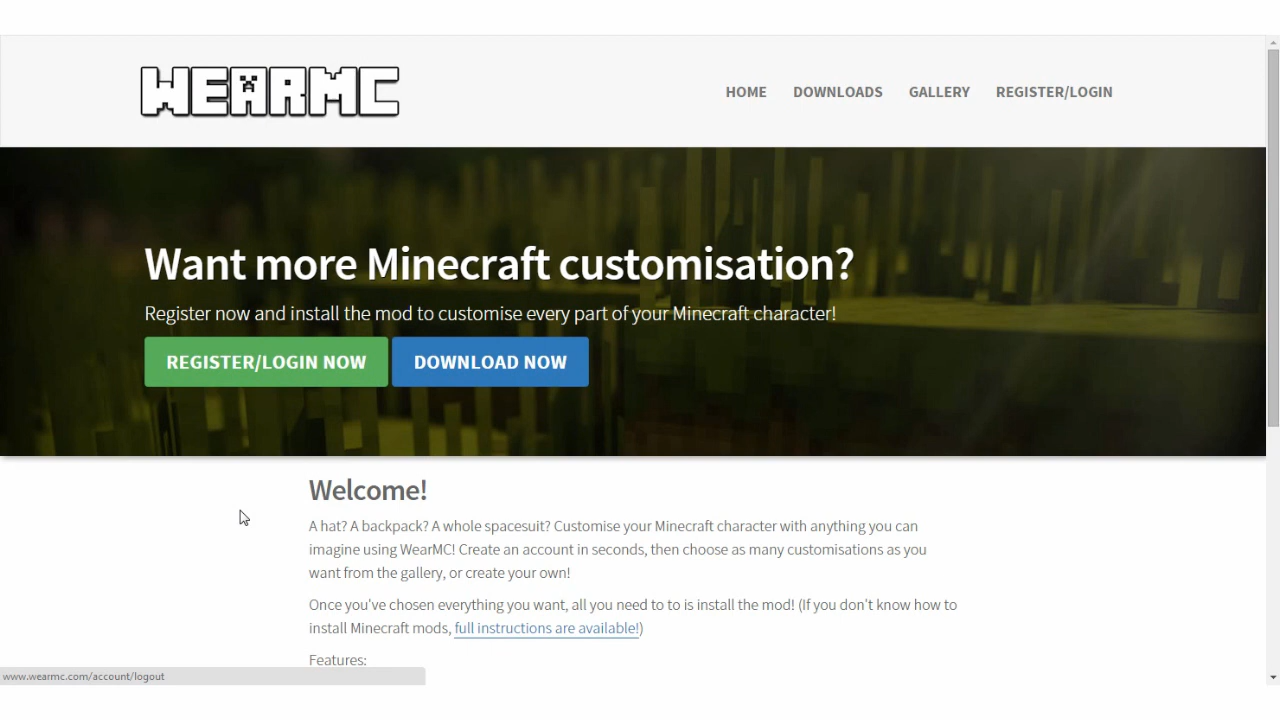 WEARMC
HOME DOWNLOADS GALLERY REGISTER/LOGIN
Want more Minecraft customisation?
Register now and install the mod to customise every part of your Minecraft character!
REGISTER/LOGIN NOW DOWNLOAD NOW
Welcome!
A hat? A backpack? A whole spacesuit? Customise your Minecraft character with anything you can
imagine using WearMC! Create an account in seconds, then choose as many customisations as you
want from the gallery, or create your own!
Once you've chosen everything you want, all you need to to is install the mod! (If you don't know how to
install Minecraft mods, full instructions are available!)
Features:
www.wearmc.com/account/logout